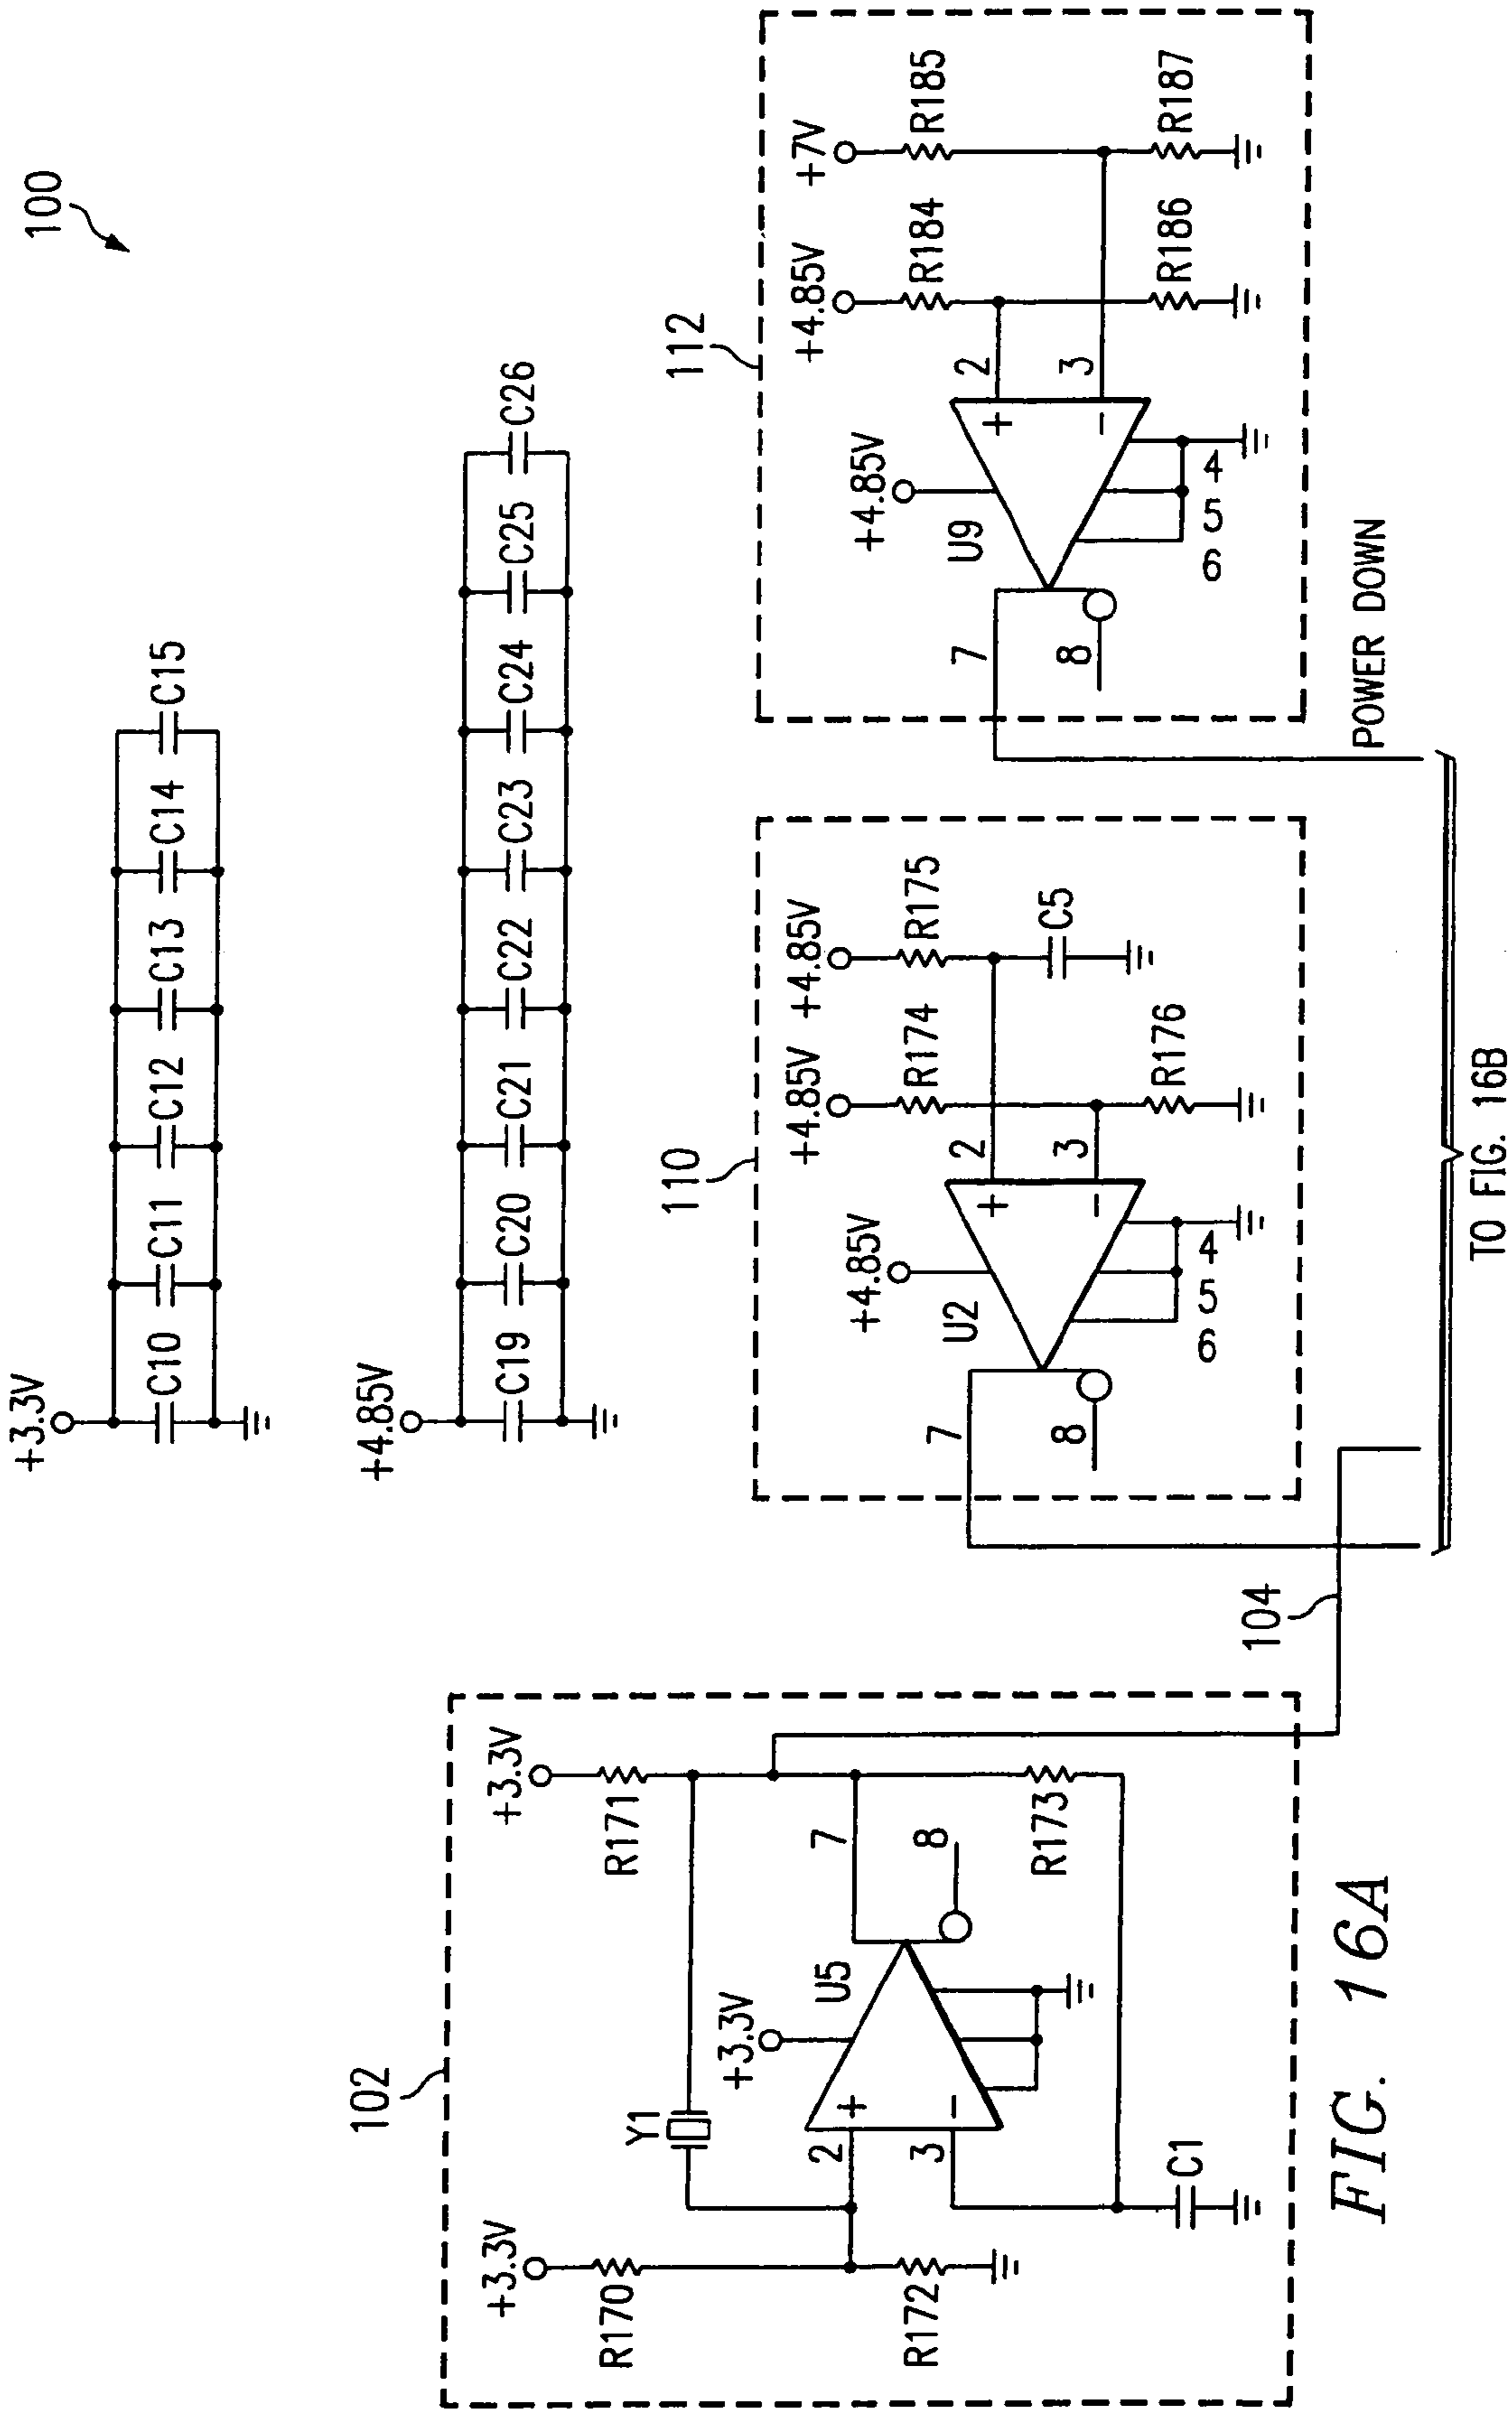 100
+3.3V
C10 C11 C12 C13 C14 C15
+4.85V
C19 C20 C21 C22 C23 C24 C25 C26
102
+3.3V
R170
R172
Y1
+3.3V
U5
+
-
2
3
7
8
+3.3V
R171
R173
C1
104
110
+4.85V
U2
+
-
2
3
4
5
6
7
8
+4.85V
R174
R176
+4.85V
R175
C5
112
+4.85V
U9
+
-
2
3
4
5
6
7
8
+4.85V
R184
R186
+7V
R185
R187
POWER DOWN
TO FIG. 16B
FIG. 16A